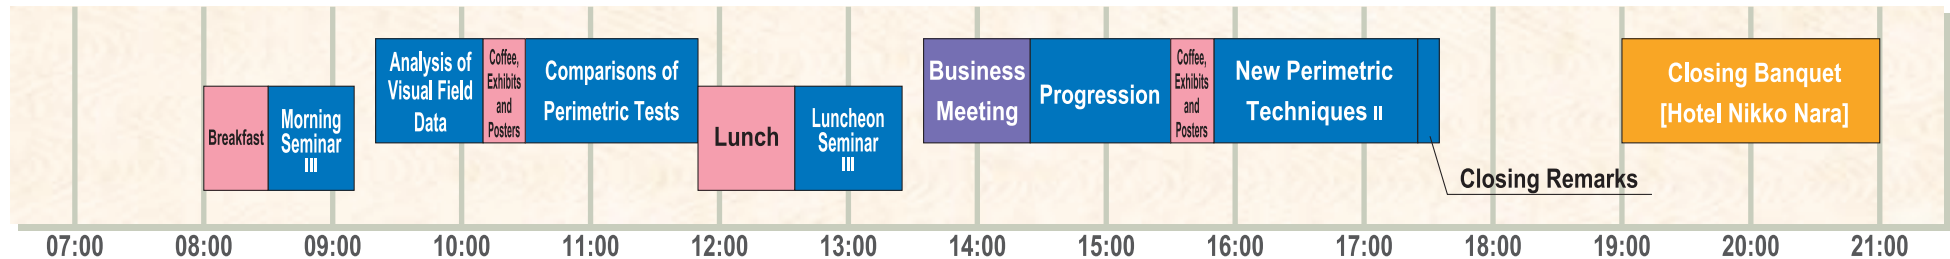 Breakfast
Morning
Seminar
III
Analysis of
Visual Field
Data
Coffee,
Exhibits
and
Posters
Comparisons of
Perimetric Tests
Lunch
Luncheon
Seminar
III
Business
Meeting
Progression
Coffee,
Exhibits
and
Posters
New Perimetric
Techniques II
Closing Remarks
Closing Banquet
[Hotel Nikko Nara]
07:00 08:00 09:00 10:00 11:00 12:00 13:00 14:00 15:00 16:00 17:00 18:00 19:00 20:00 21:00